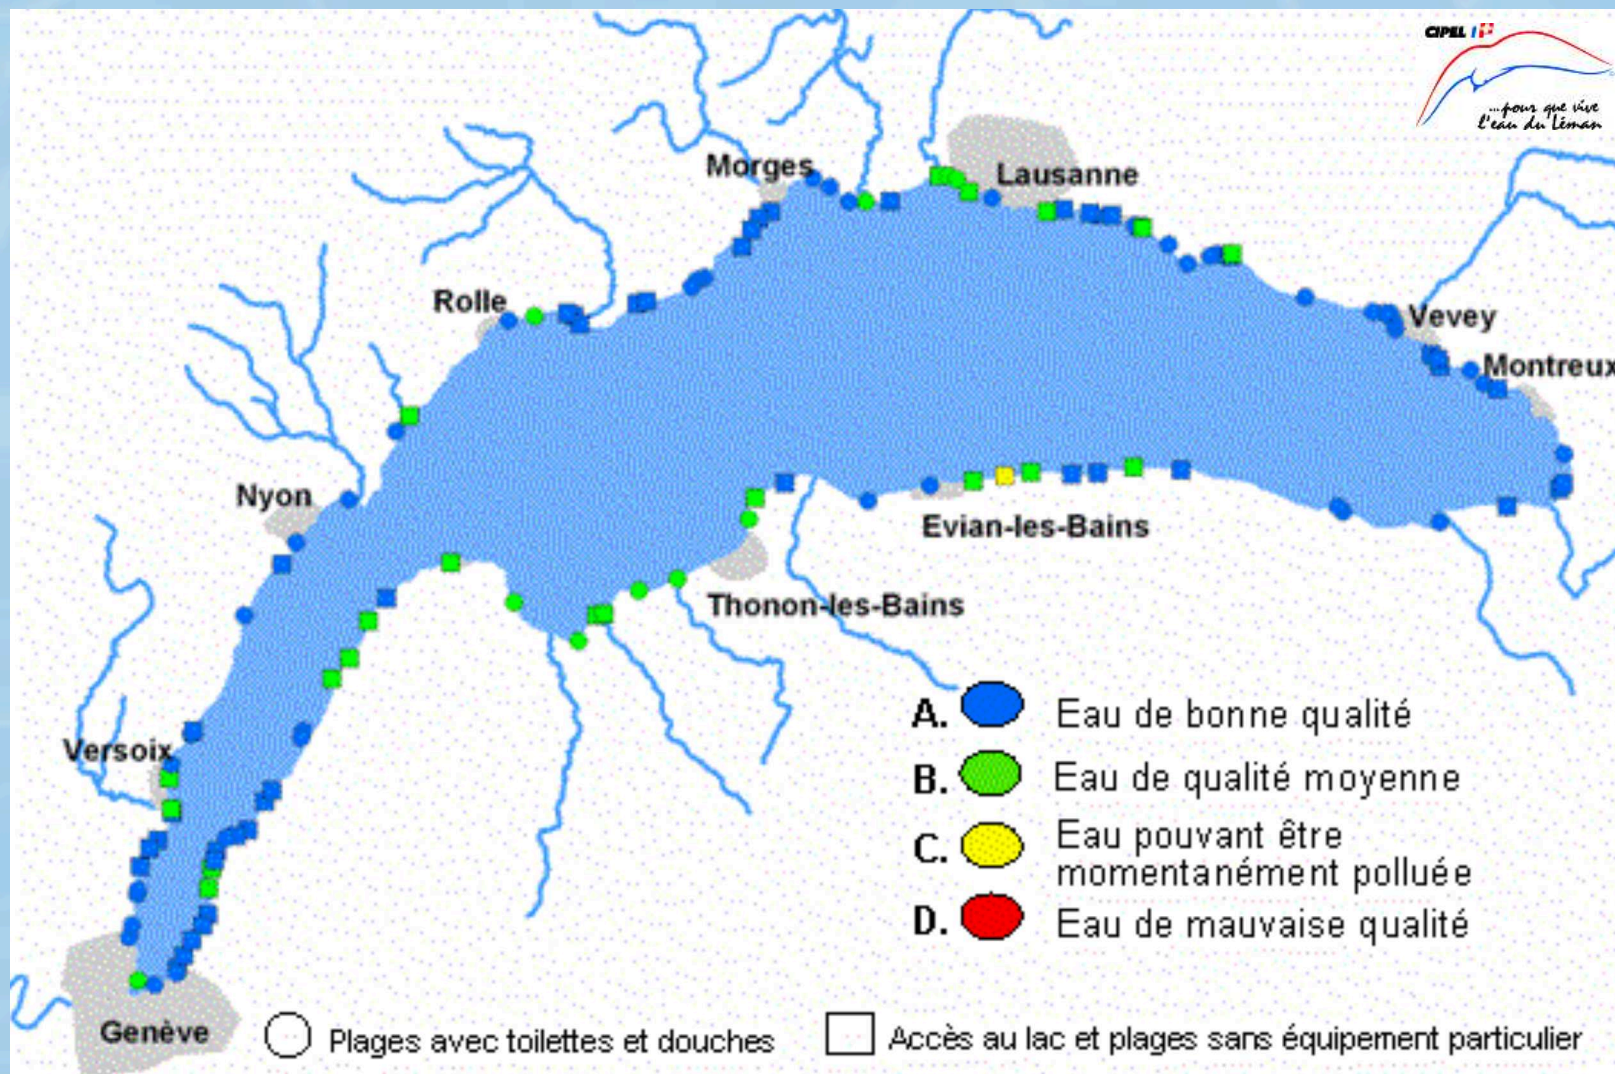 CIPEL
...pour que vive
l'eau du Léman
Morges
Lausanne
Rolle
Vevey
Montreux
Nyon
Evian-les-Bains
Thonon-les-Bains
Versoix
Genève
A. Eau de bonne qualité
B. Eau de qualité moyenne
C. Eau pouvant être
momentanément polluée
D. Eau de mauvaise qualité
Plages avec toilettes et douches
Accès au lac et plages sans équipement particulier